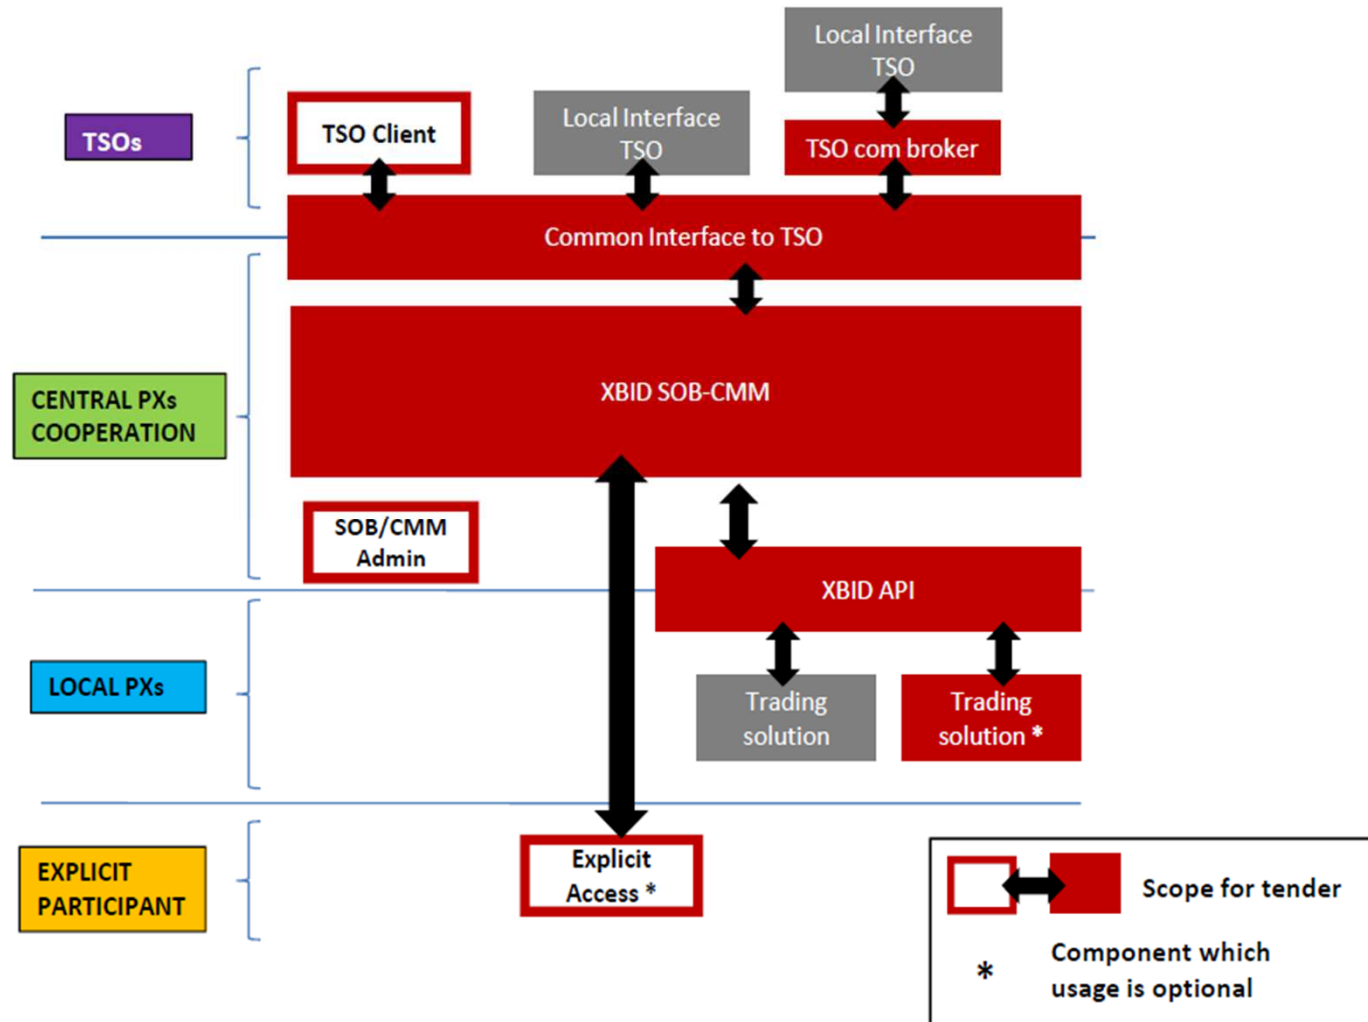 Local Interface
TSO
TSOs
TSO Client
Local Interface
TSO
TSO com broker
Common Interface to TSO
CENTRAL PXs
COOPERATION
XBID SOB-CMM
SOB/CMM
Admin
XBID API
LOCAL PXs
Trading
solution
Trading
solution *
EXPLICIT
PARTICIPANT
Explicit
Access *
Scope for tender
* Component which
usage is optional